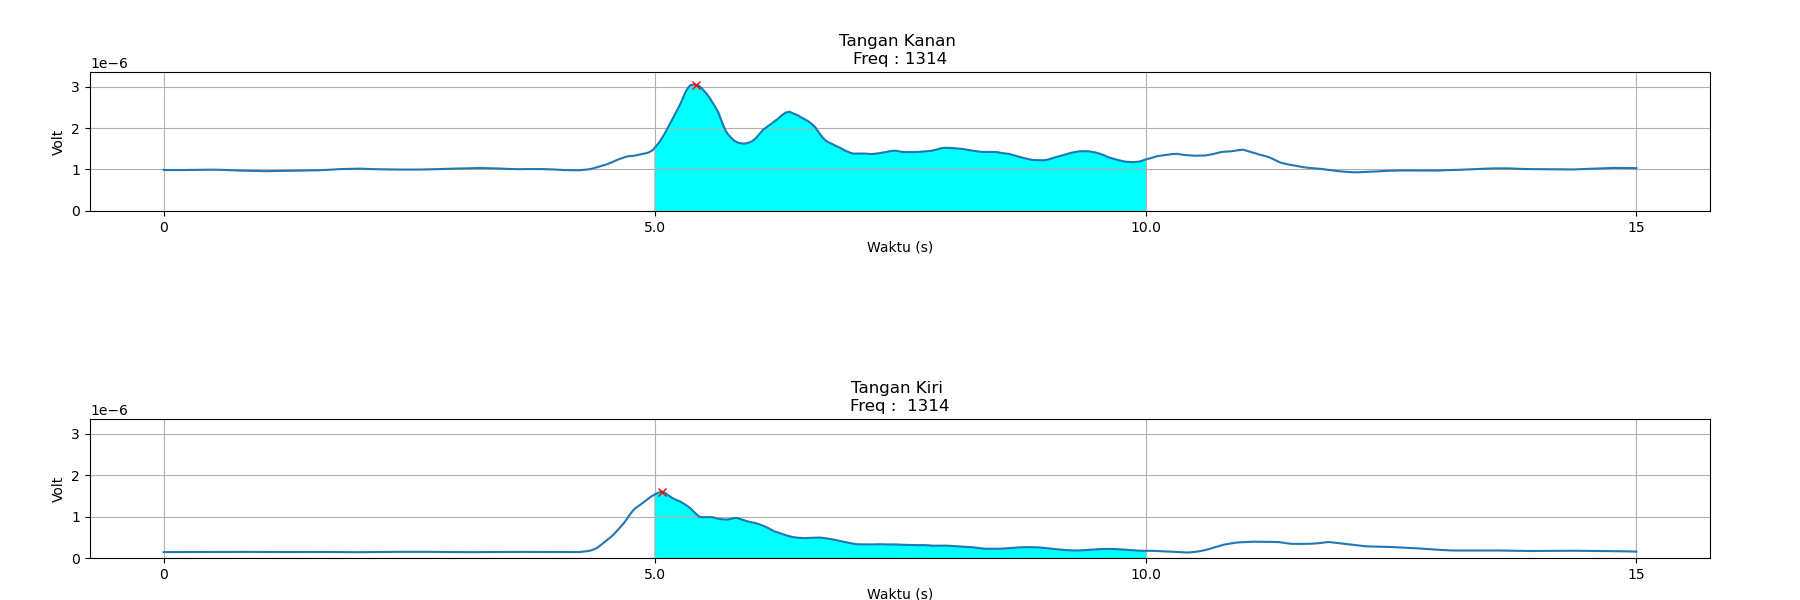 Tangan Kanan
Freq : 1314
1e−6
3
2
1
0
Volt
0 5.0 10.0 15
Waktu (s)
Tangan Kiri
Freq :  1314
1e−6
3
2
1
0
Volt
0 5.0 10.0 15
Waktu (s)